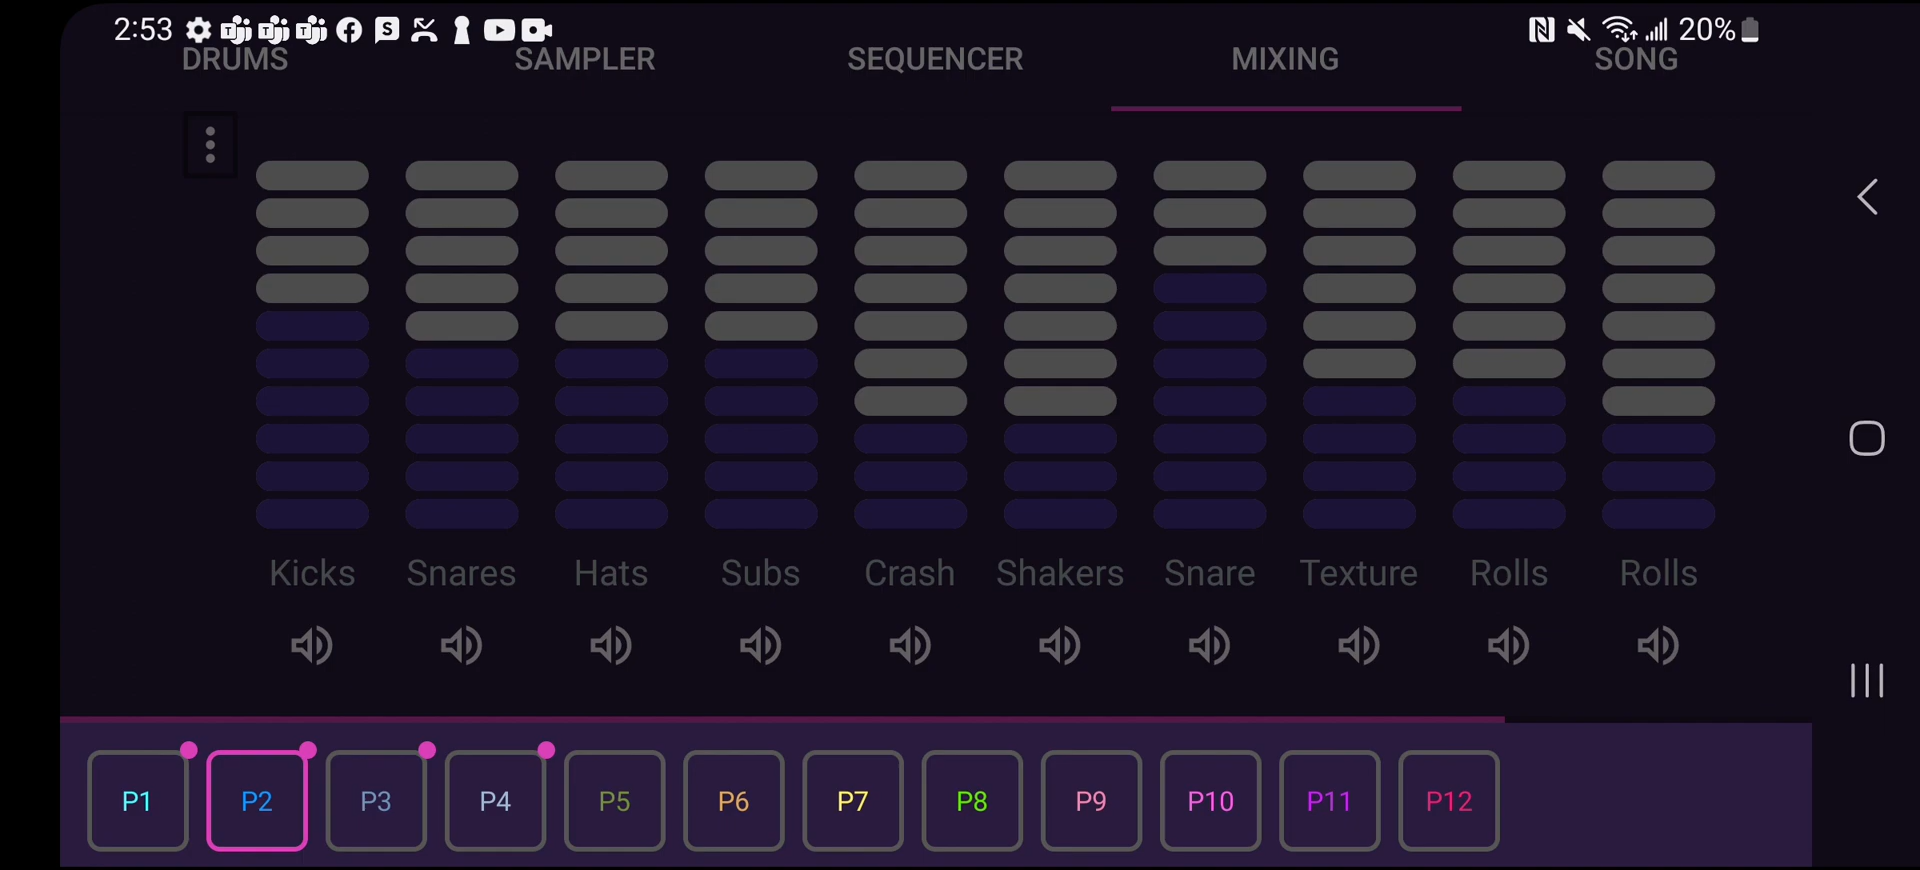 2:53 20%
DRUMS SAMPLER SEQUENCER MIXING SONG
Kicks Snares Hats Subs Crash Shakers Snare Texture Rolls Rolls
P1 P2 P3 P4 P5 P6 P7 P8 P9 P10 P11 P12